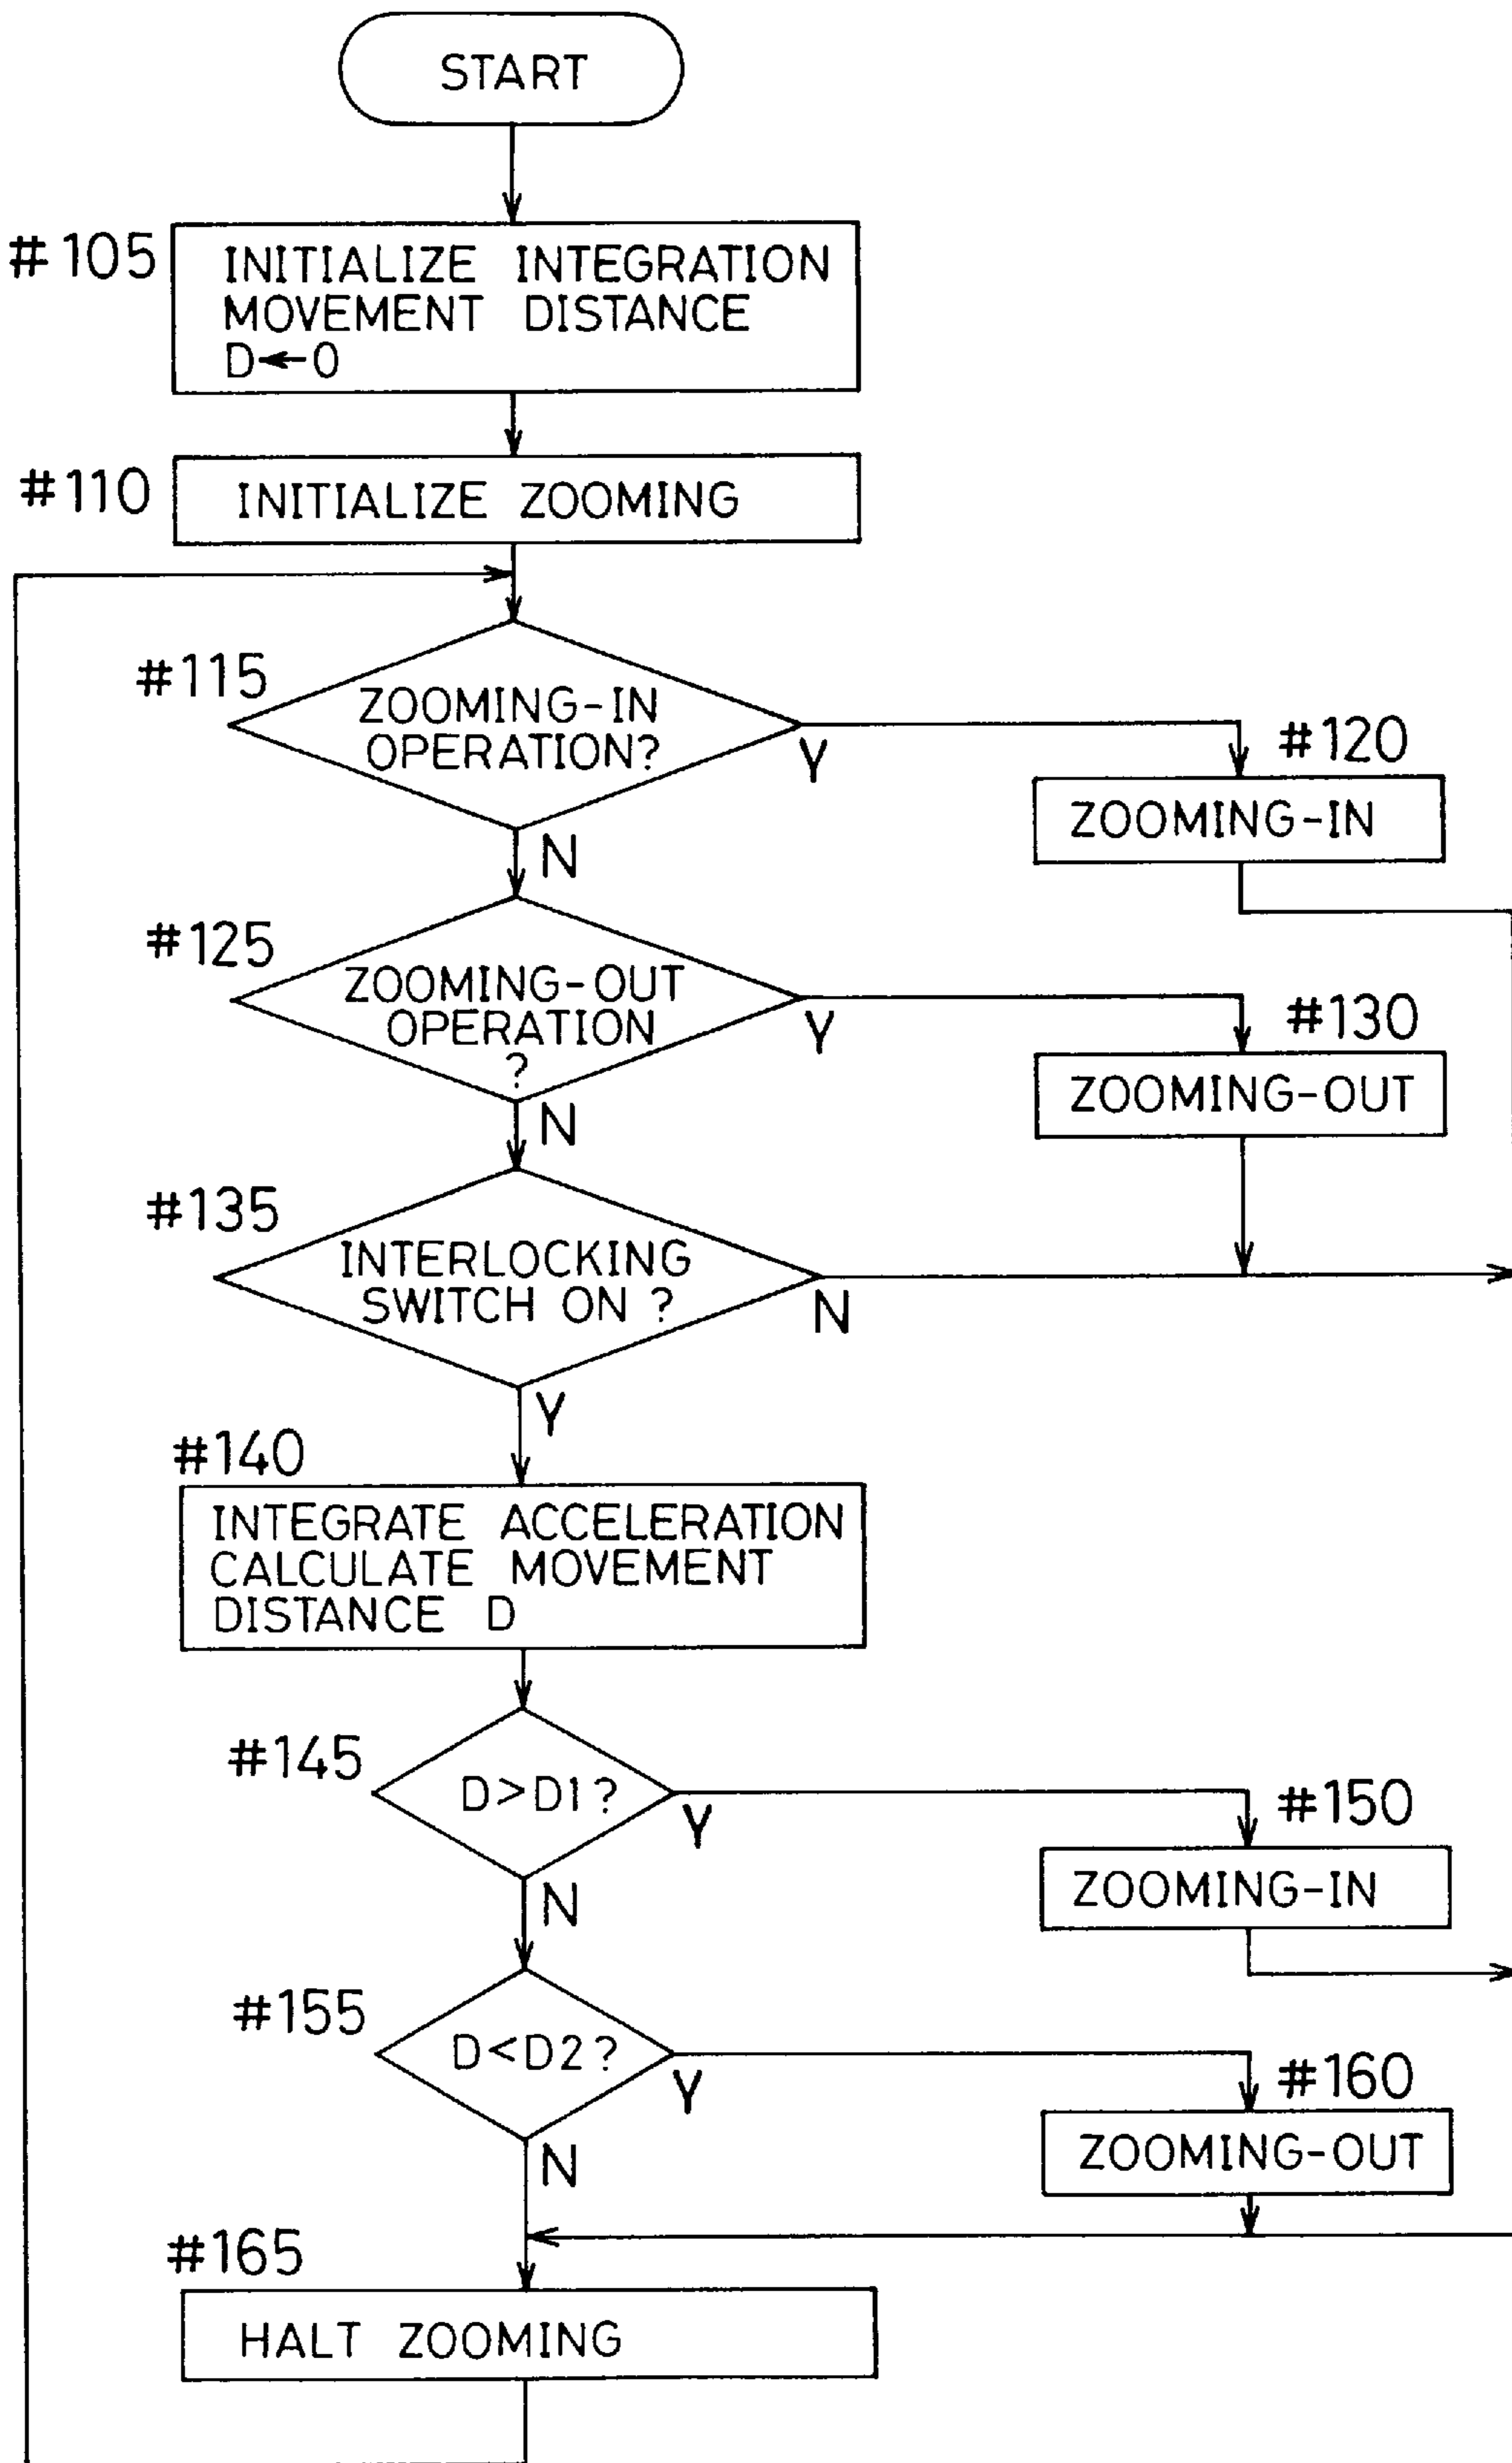 START
#105
INITIALIZE INTEGRATION
MOVEMENT DISTANCE
D←0
#110
INITIALIZE ZOOMING
#115
ZOOMING-IN
OPERATION?
Y
#120
ZOOMING-IN
N
#125
ZOOMING-OUT
OPERATION
?
Y
#130
ZOOMING-OUT
N
#135
INTERLOCKING
SWITCH ON ?
N
Y
#140
INTEGRATE ACCELERATION
CALCULATE MOVEMENT
DISTANCE D
#145
D>D1?
Y
#150
ZOOMING-IN
N
#155
D<D2?
Y
#160
ZOOMING-OUT
N
#165
HALT ZOOMING